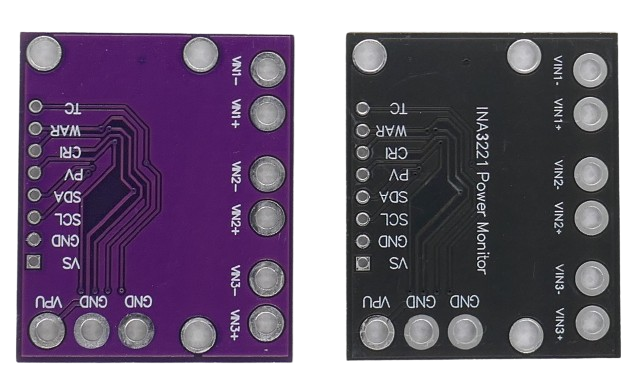 TC
WAR
CRI
PV
SDA
SCL
GND
VS
VPU
GND
GND
VIN1-
VIN1+
VIN2-
VIN2+
VIN3-
VIN3+
TC
WAR
CRI
PV
SDA
SCL
GND
VS
VPU
GND
GND
INA3221 Power Monitor
VIN1-
VIN1+
VIN2-
VIN2+
VIN3-
VIN3+